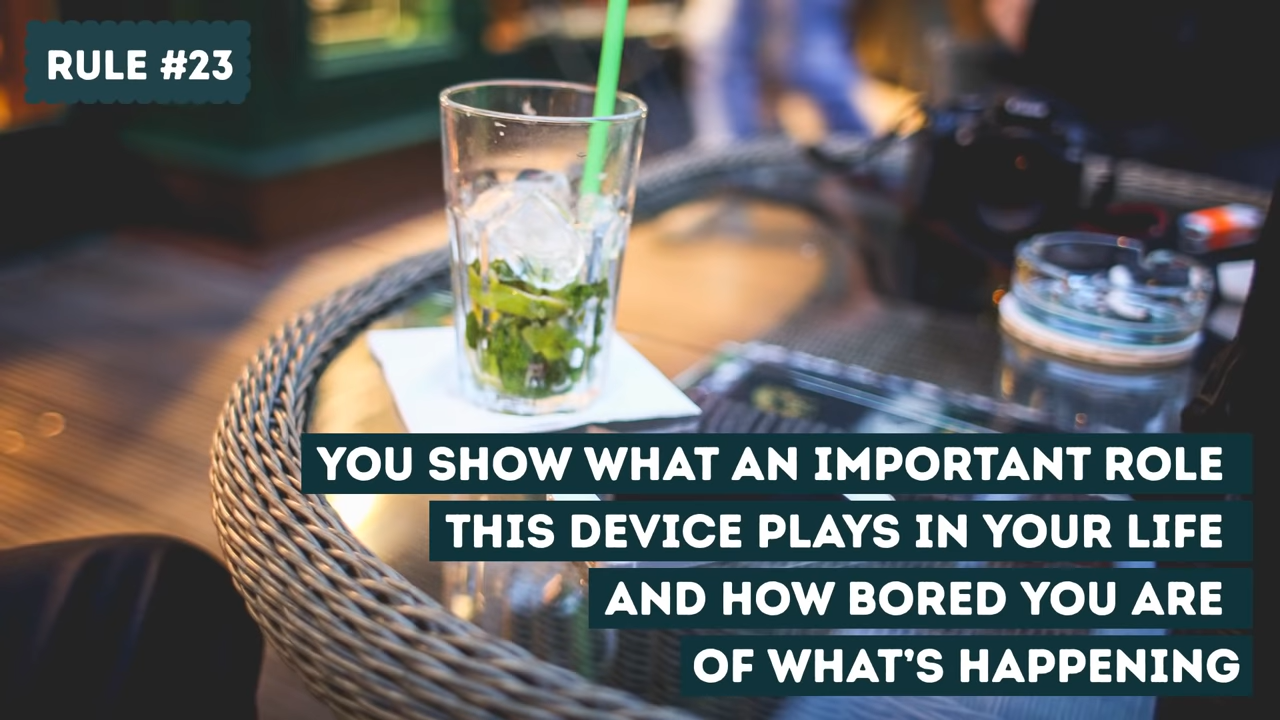 RULE #23
YOU SHOW WHAT AN IMPORTANT ROLE
THIS DEVICE PLAYS IN YOUR LIFE
AND HOW BORED YOU ARE
OF WHAT'S HAPPENING